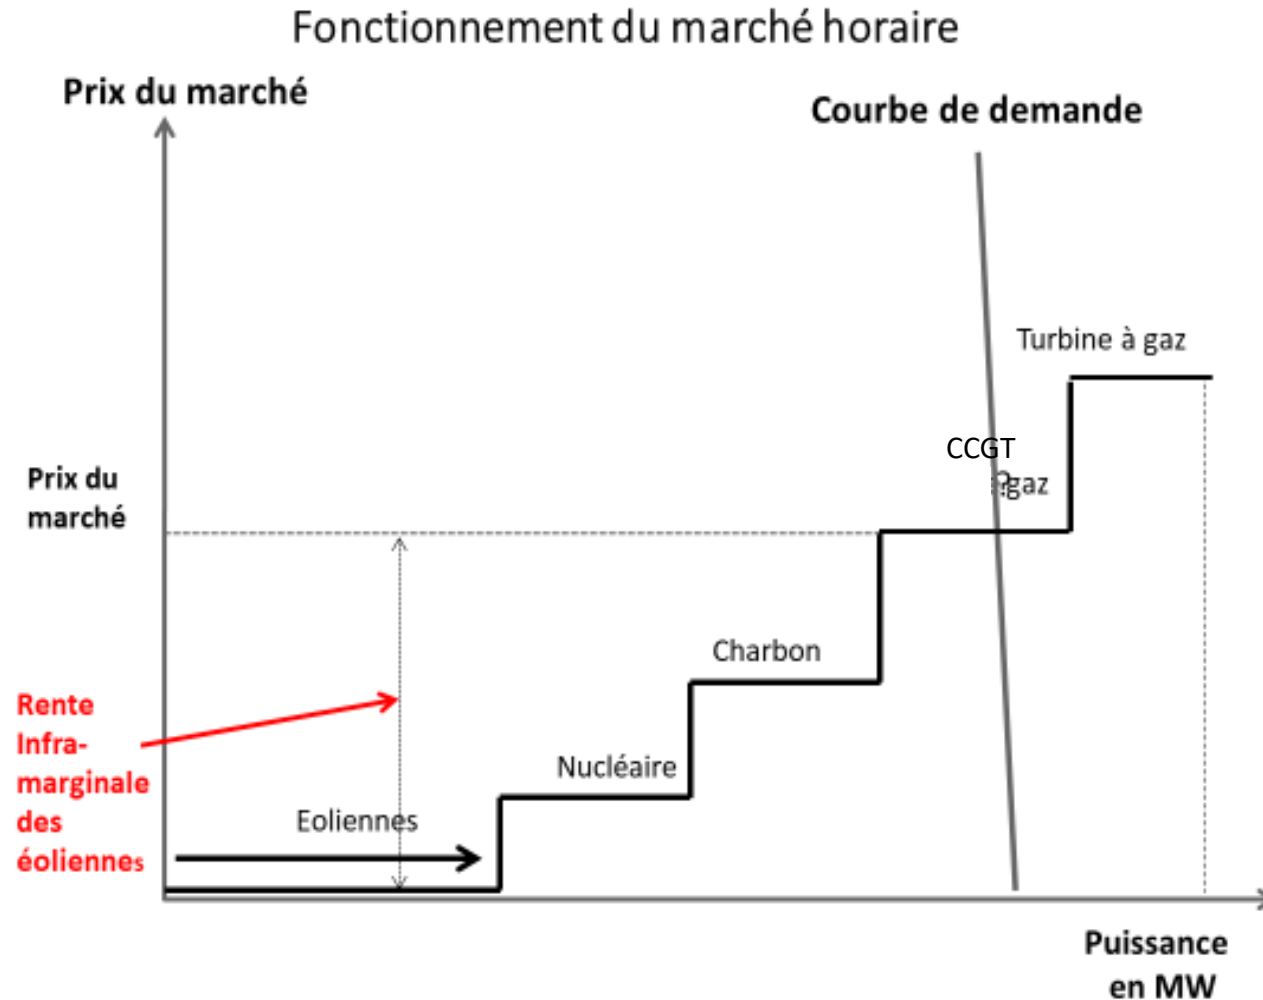 Fonctionnement du marché horaire
Prix du marché
Courbe de demande
Turbine à gaz
CCGT
gaz
Prix du
marché
Charbon
Rente
Infra-
marginale
des
éoliennes
Nucléaire
Eoliennes
Puissance
en MW